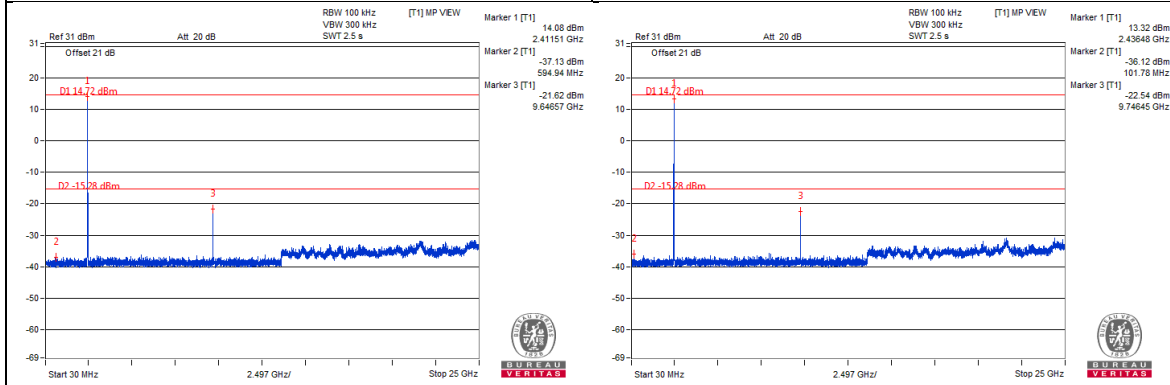 RBW 100 kHz [T1] MP VIEW
VBW 300 kHz
Ref 31 dBm Att 20 dB SWT 2.5 s
Marker 1 [T1]
14.08 dBm
2.41151 GHz
Marker 2 [T1]
-37.13 dBm
594.94 MHz
Marker 3 [T1]
-21.62 dBm
9.64657 GHz
31
Offset 21 dB
20
1
D1 14.72 dBm
10
0
-10
D2 -15.28 dBm
3
-20
-30
2
-40
-50
-60
-69
Start 30 MHz 2.497 GHz/ Stop 25 GHz
BUREAU VERITAS
1828
BUREAU
VERITAS
RBW 100 kHz [T1] MP VIEW
VBW 300 kHz
Ref 31 dBm Att 20 dB SWT 2.5 s
Marker 1 [T1]
13.32 dBm
2.43648 GHz
Marker 2 [T1]
-36.12 dBm
101.78 MHz
Marker 3 [T1]
-22.54 dBm
9.74645 GHz
31
Offset 21 dB
20
1
D1 14.72 dBm
10
0
-10
D2 -15.28 dBm
3
-20
-30
2
-40
-50
-60
-69
Start 30 MHz 2.497 GHz/ Stop 25 GHz
BUREAU VERITAS
1828
BUREAU
VERITAS